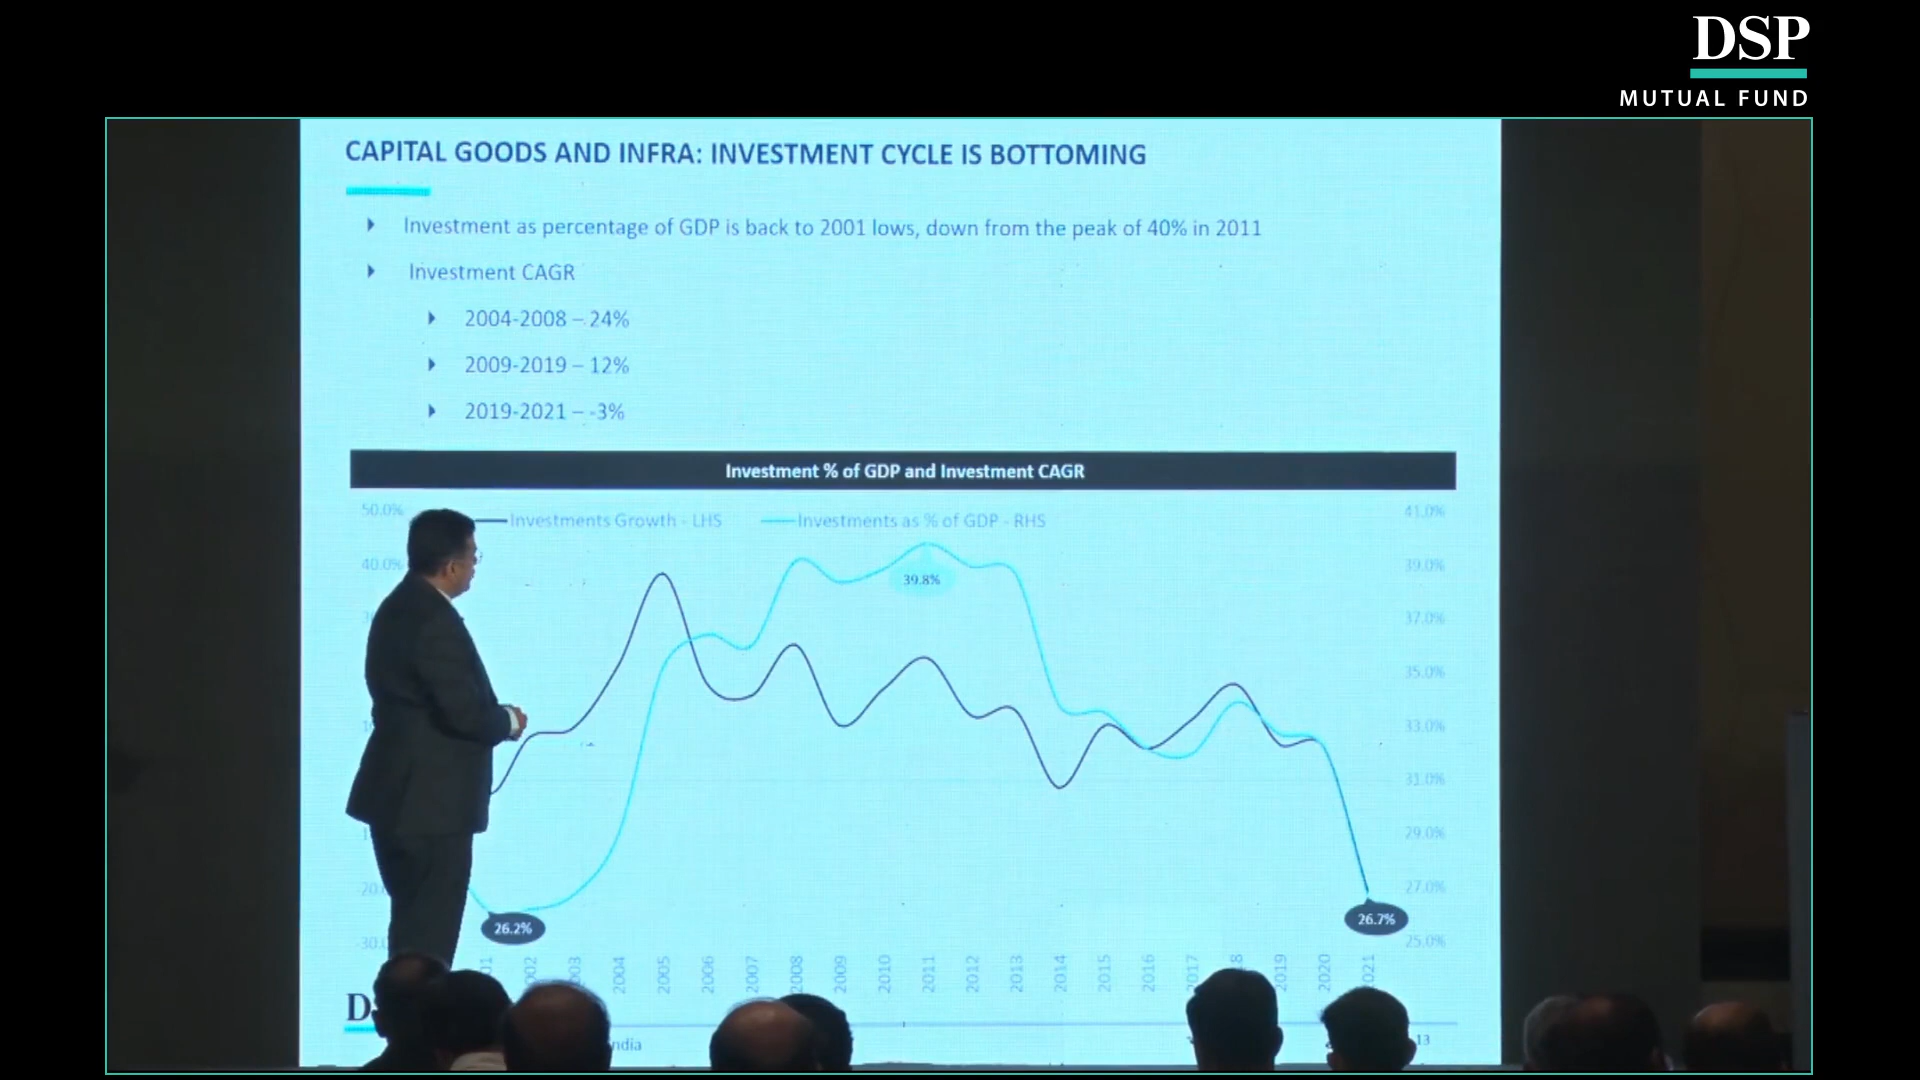 DSP
MUTUAL FUND
CAPITAL GOODS AND INFRA: INVESTMENT CYCLE IS BOTTOMING
Investment as percentage of GDP is back to 2001 lows, down from the peak of 40% in 2011
Investment CAGR
2004-2008 – 24%
2009-2019 – 12%
2019-2021 – -3%
Investment % of GDP and Investment CAGR
Investments Growth - LHS
Investments as % of GDP - RHS
50.0%
40.0%
41.0%
39.0%
37.0%
35.0%
33.0%
31.0%
29.0%
27.0%
25.0%
39.8%
26.2%
26.7%
2004
2005
2006
2007
2008
2009
2010
2011
2012
2013
2014
2015
2016
2017
2019
2020
2021
13